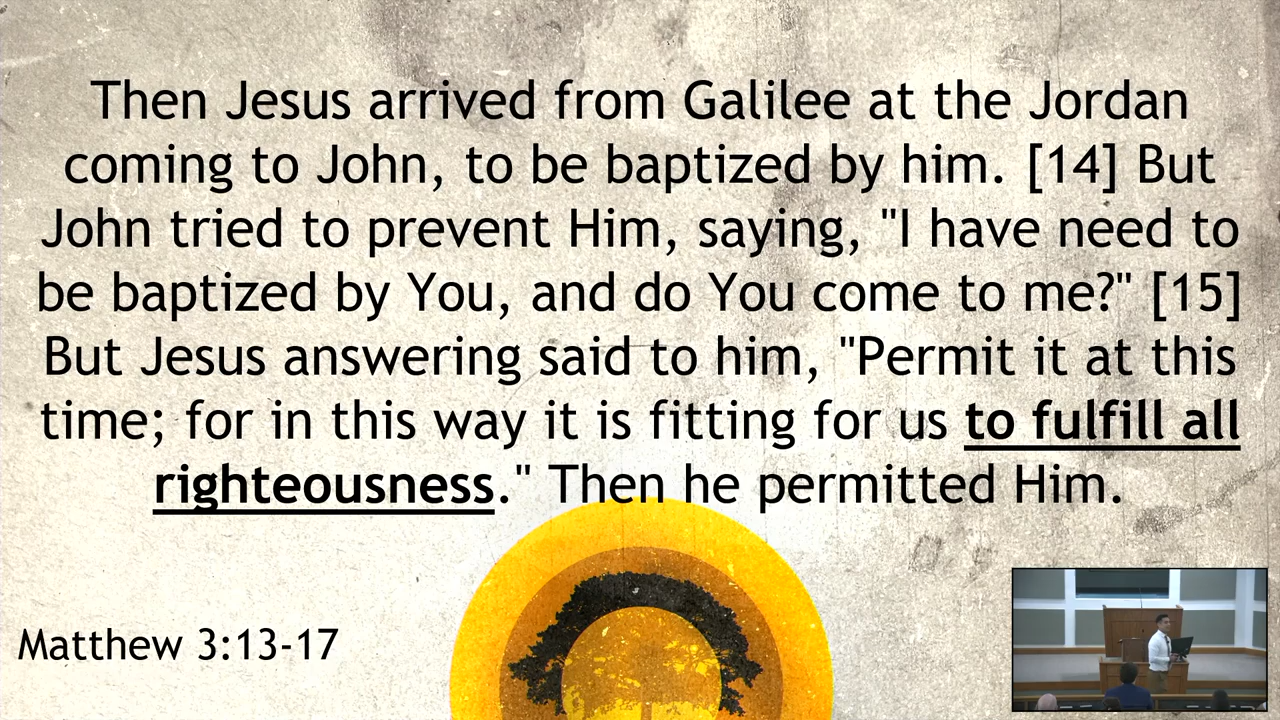 Then Jesus arrived from Galilee at the Jordan
coming to John, to be baptized by him. [14] But
John tried to prevent Him, saying, "I have need to
be baptized by You, and do You come to me?" [15]
But Jesus answering said to him, "Permit it at this
time; for in this way it is fitting for us to fulfill all
righteousness." Then he permitted Him.
Matthew 3:13-17